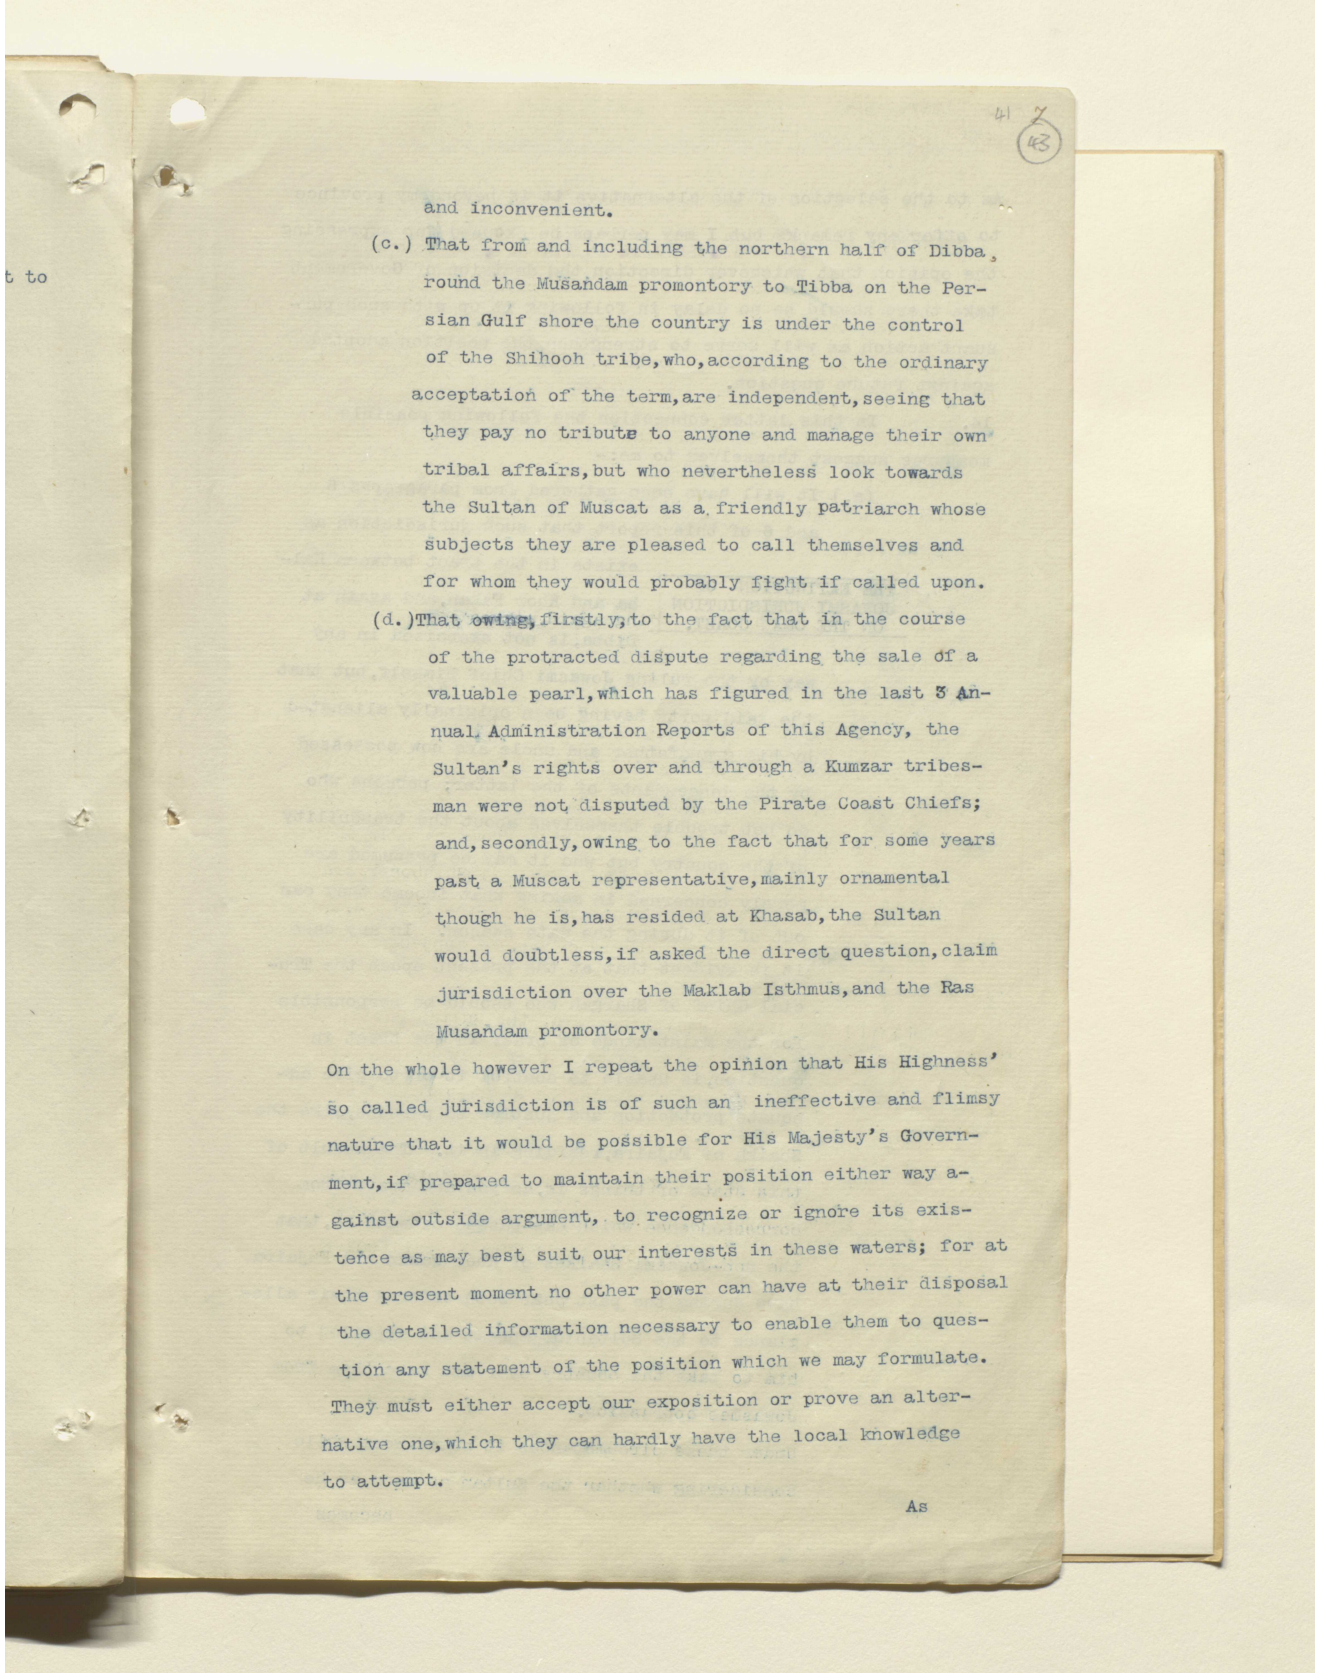 41 7
43
t to
and inconvenient.
(c.) That from and including the northern half of Dibba,
round the Musandam promontory to Tibba on the Per-
sian Gulf shore the country is under the control
of the Shihooh tribe,who,according to the ordinary
acceptation of the term,are independent,seeing that
they pay no tribute to anyone and manage their own
tribal affairs,but who nevertheless look towards
the Sultan of Muscat as a friendly patriarch whose
subjects they are pleased to call themselves and
for whom they would probably fight if called upon.
(d.)That owing,firstly,to the fact that in the course
of the protracted dispute regarding the sale of a
valuable pearl,which has figured in the last 3 An-
nual Administration Reports of this Agency, the
Sultan's rights over and through a Kumzar tribes-
man were not disputed by the Pirate Coast Chiefs;
and,secondly,owing to the fact that for some years
past a Muscat representative,mainly ornamental
though he is,has resided at Khasab,the Sultan
would doubtless,if asked the direct question,claim
jurisdiction over the Maklab Isthmus,and the Ras
Musandam promontory.
On the whole however I repeat the opinion that His Highness'
so called jurisdiction is of such an ineffective and flimsy
nature that it would be possible for His Majesty's Govern-
ment,if prepared to maintain their position either way a-
gainst outside argument, to recognize or ignore its exis-
tence as may best suit our interests in these waters; for at
the present moment no other power can have at their disposal
the detailed information necessary to enable them to ques-
tion any statement of the position which we may formulate.
They must either accept our exposition or prove an alter-
native one,which they can hardly have the local knowledge
to attempt.
As